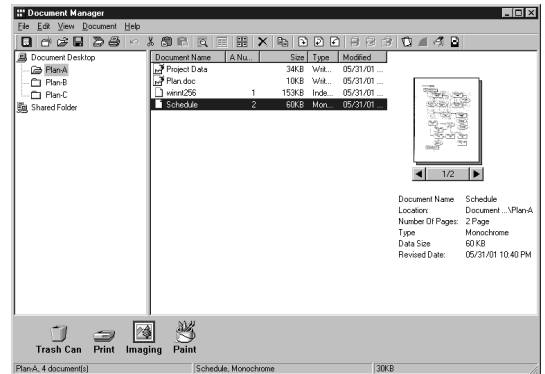 Document Manager
File Edit View Document Help
Document Desktop
Plan-A
Plan-B
Plan-C
Shared Folder
Document Name A Nu... Size Type Modified
Project Data 34KB Writ... 05/31/01 ...
Plan.doc 10KB Writ... 05/31/01 ...
winnt256 1 153KB Inde... 05/31/01 ...
Schedule 2 60KB Mon... 05/31/01 ...
1/2
Document Name Schedule
Location: Document ...\Plan-A
Number Of Pages: 2 Page
Type Monochrome
Data Size 60 KB
Revised Date: 05/31/01 10:40 PM
Trash Can Print Imaging Paint
Plan-A, 4 document(s) Schedule, Monochrome 30KB